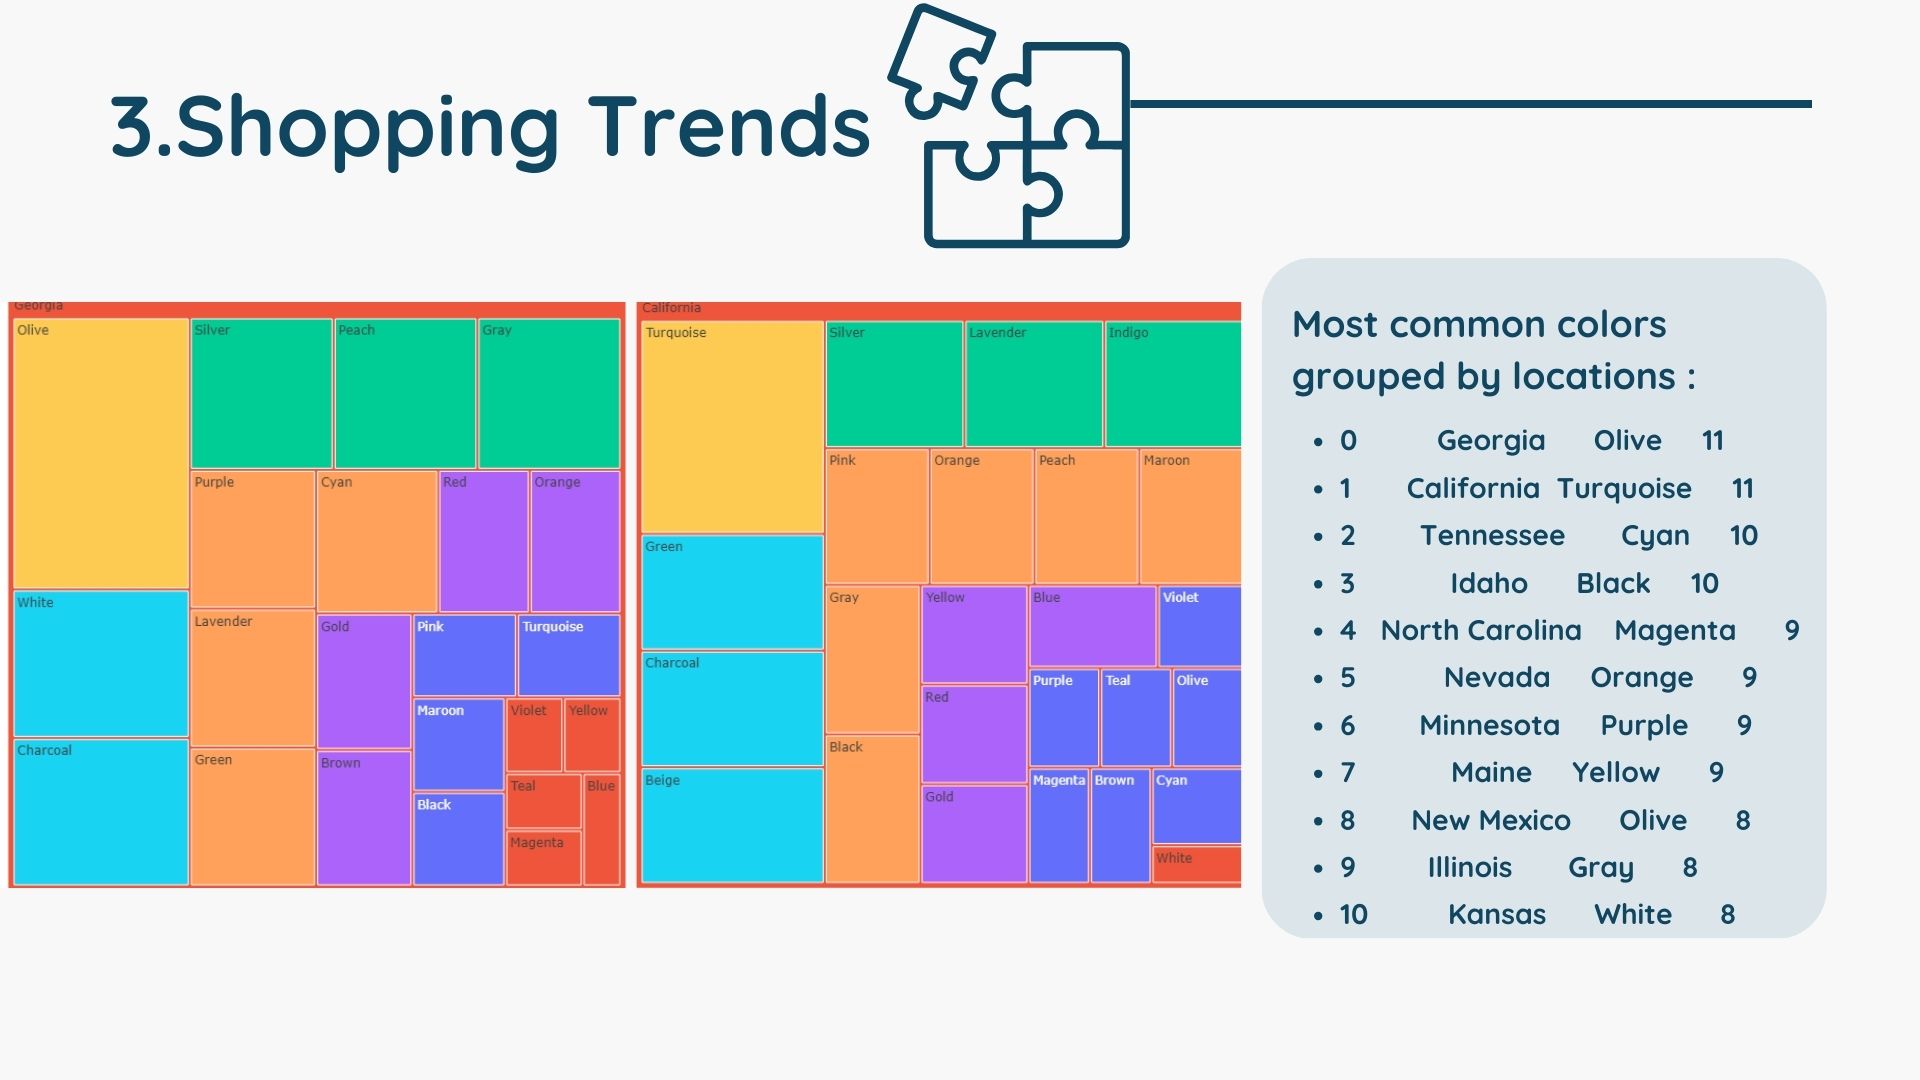 3.Shopping Trends
Georgia
Olive
Silver
Peach
Gray
Purple
Cyan
Red
Orange
White
Lavender
Gold
Pink
Turquoise
Maroon
Violet
Yellow
Charcoal
Green
Brown
Black
Teal
Blue
Magenta
California
Turquoise
Silver
Lavender
Indigo
Pink
Orange
Peach
Maroon
Green
Gray
Yellow
Blue
Violet
Charcoal
Red
Purple
Teal
Olive
Black
Beige
Gold
Magenta
Brown
Cyan
White
Most common colors
grouped by locations :
• 0 Georgia Olive 11
• 1 California Turquoise 11
• 2 Tennessee Cyan 10
• 3 Idaho Black 10
• 4 North Carolina Magenta 9
• 5 Nevada Orange 9
• 6 Minnesota Purple 9
• 7 Maine Yellow 9
• 8 New Mexico Olive 8
• 9 Illinois Gray 8
• 10 Kansas White 8